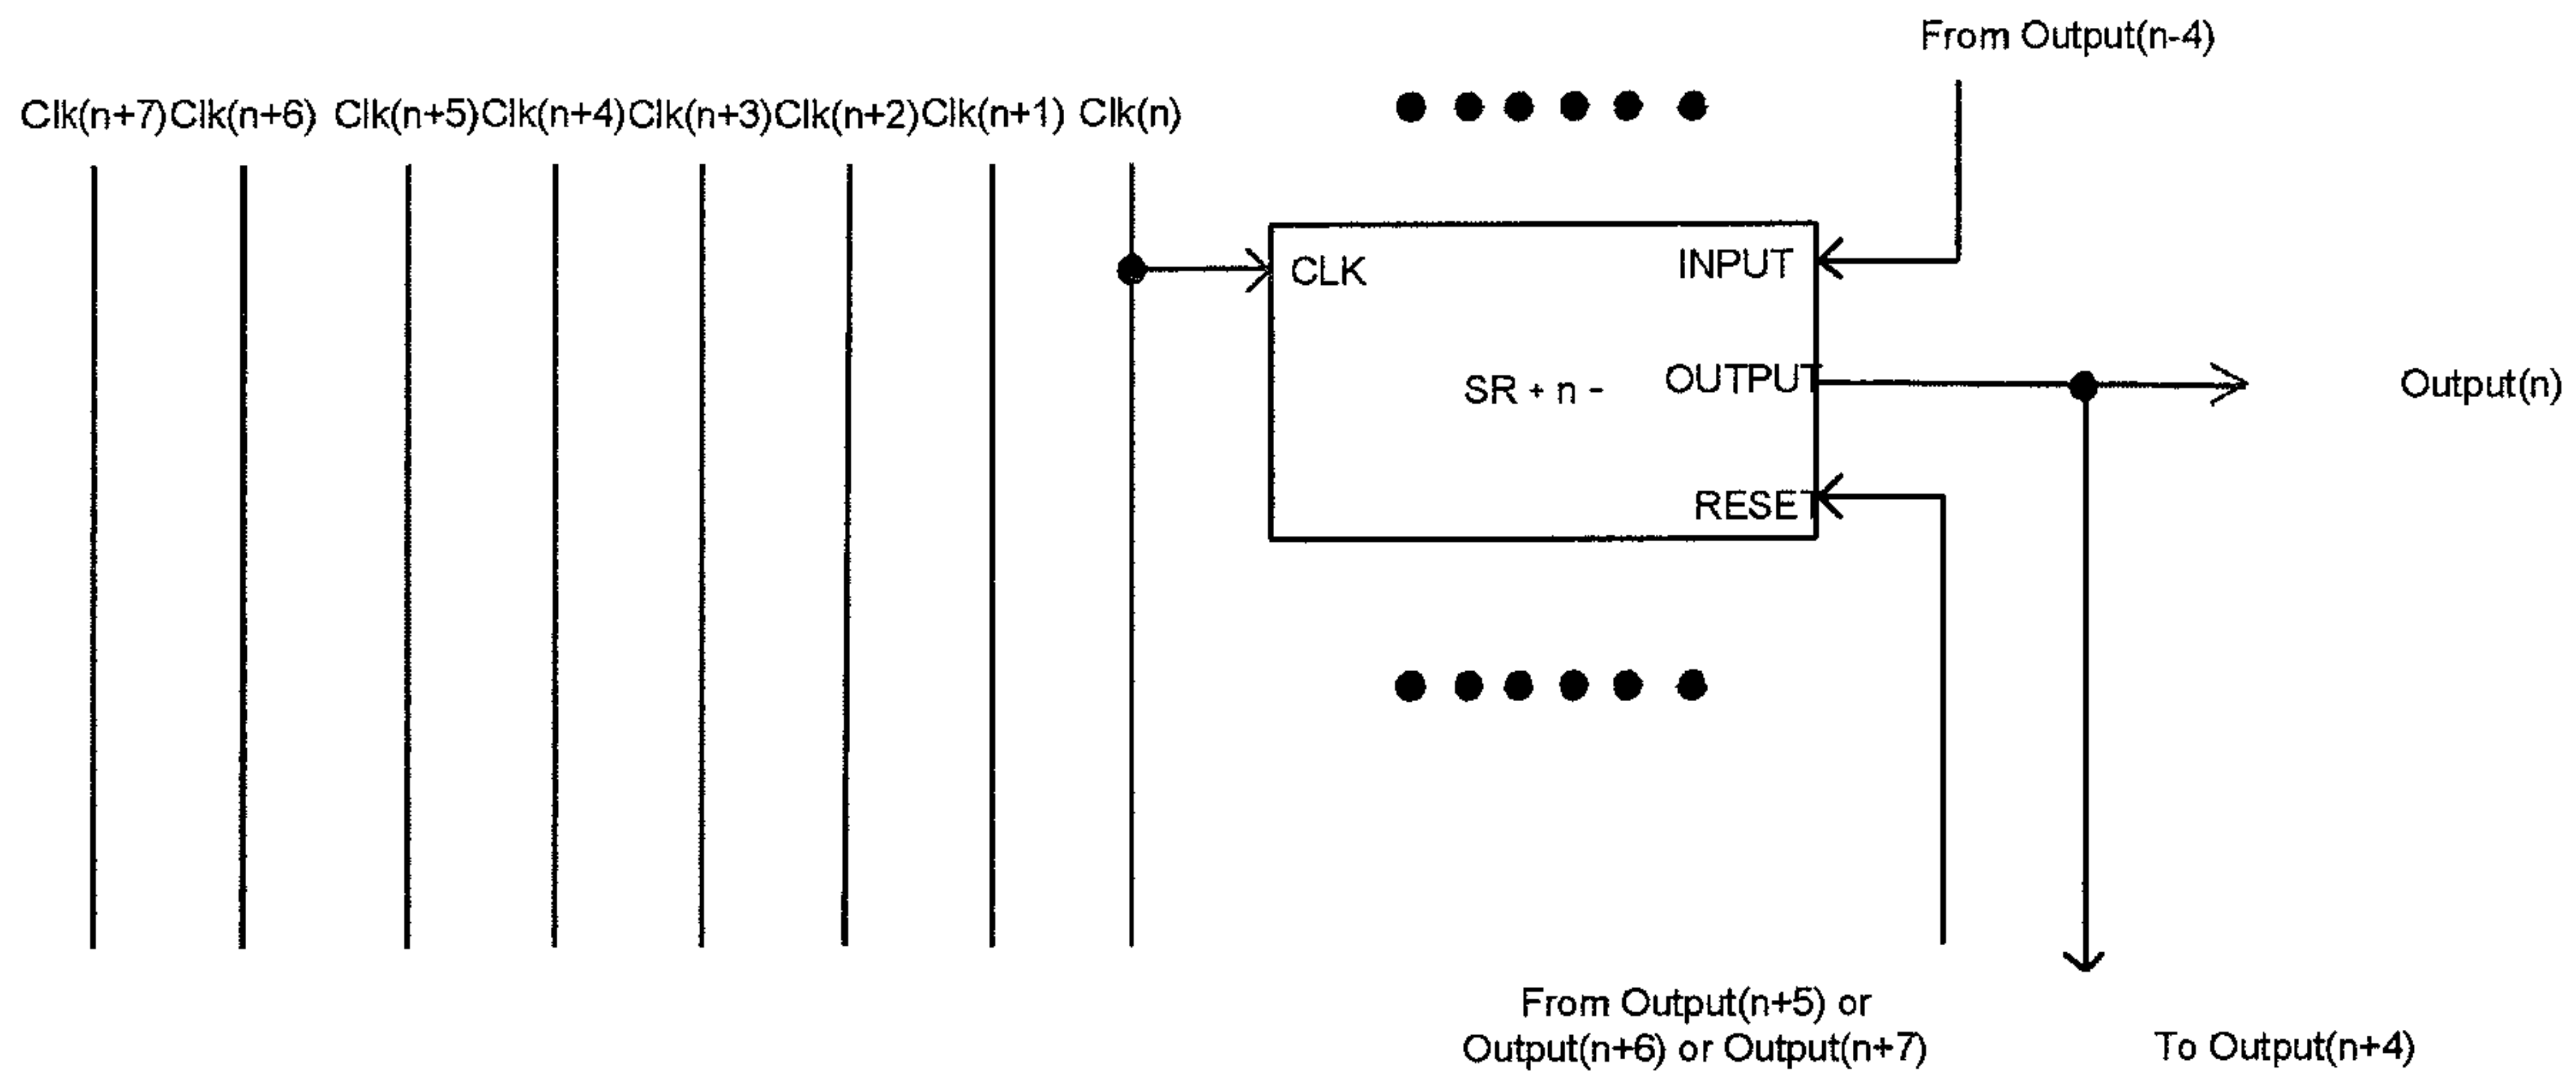 From Output(n-4)
Clk(n+7) Clk(n+6) Clk(n+5) Clk(n+4) Clk(n+3) Clk(n+2) Clk(n+1) Clk(n)
CLK
INPUT
SR + n -
OUTPUT
Output(n)
RESET
From Output(n+5) or
Output(n+6) or Output(n+7)
To Output(n+4)